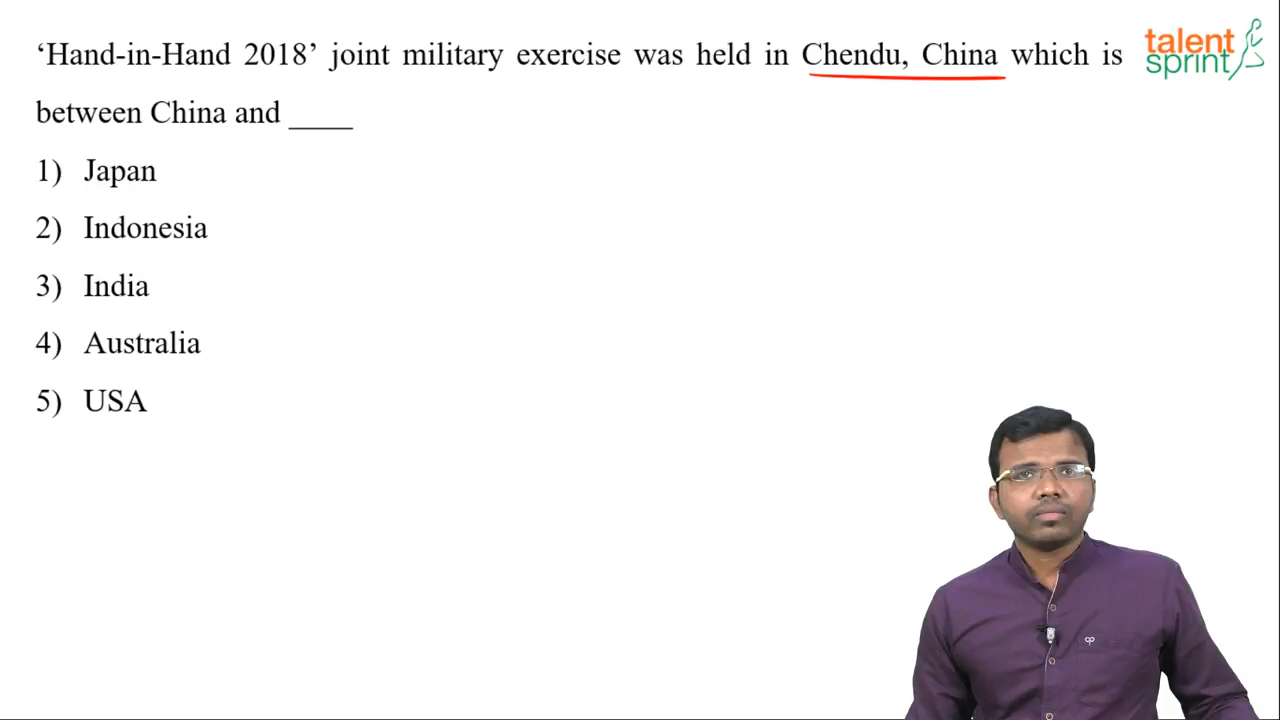 ‘Hand-in-Hand 2018’ joint military exercise was held in Chendu, China which is
between China and ____
1) Japan
2) Indonesia
3) India
4) Australia
5) USA
talent
sprint